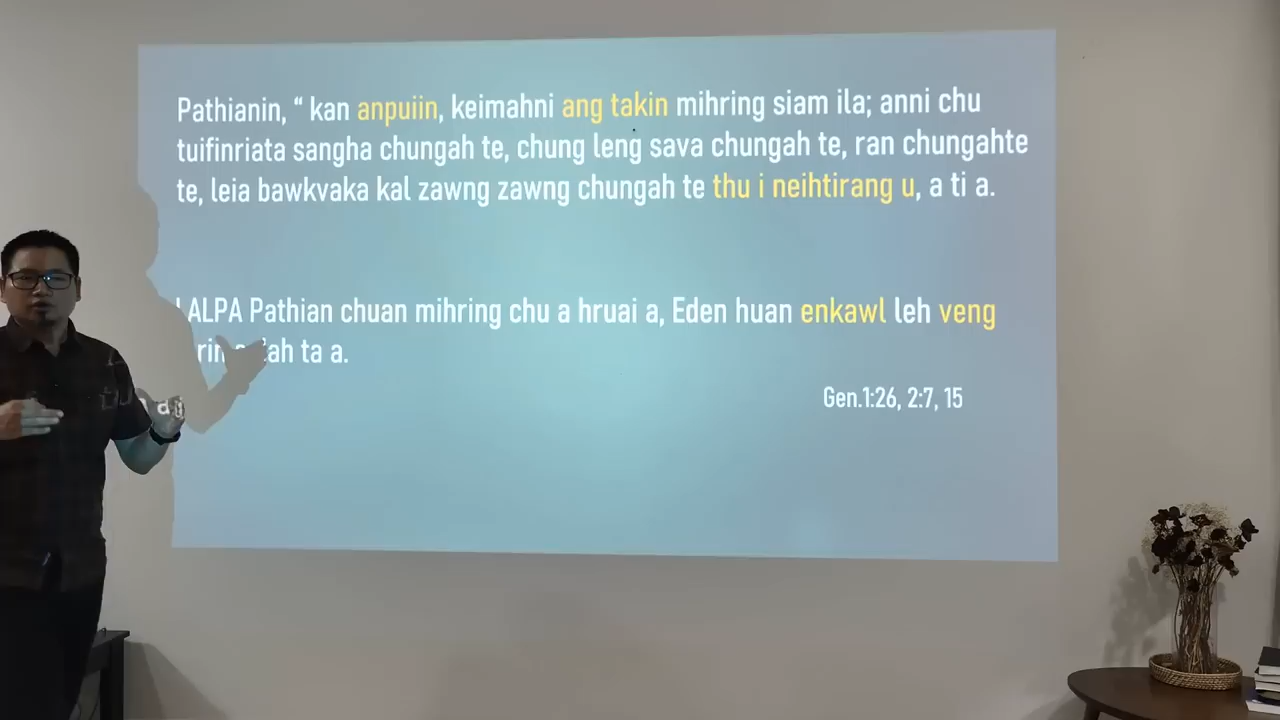 Pathianin, “ kan anpuiin, keimahni ang takin mihring siam ila; anni chu
tuifinriata sangha chungah te, chung leng sava chungah te, ran chungahte
te, leia bawkvaka kal zawng zawng chungah te thu i neihtirang u, a ti a.
LALPA Pathian chuan mihring chu a hruai a, Eden huan enkawl leh veng
ta a.
Gen.1:26, 2:7, 15